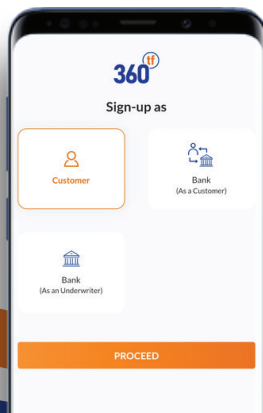 360tf
Sign-up as
Customer
Bank
(As a Customer)
Bank
(As an Underwriter)
PROCEED